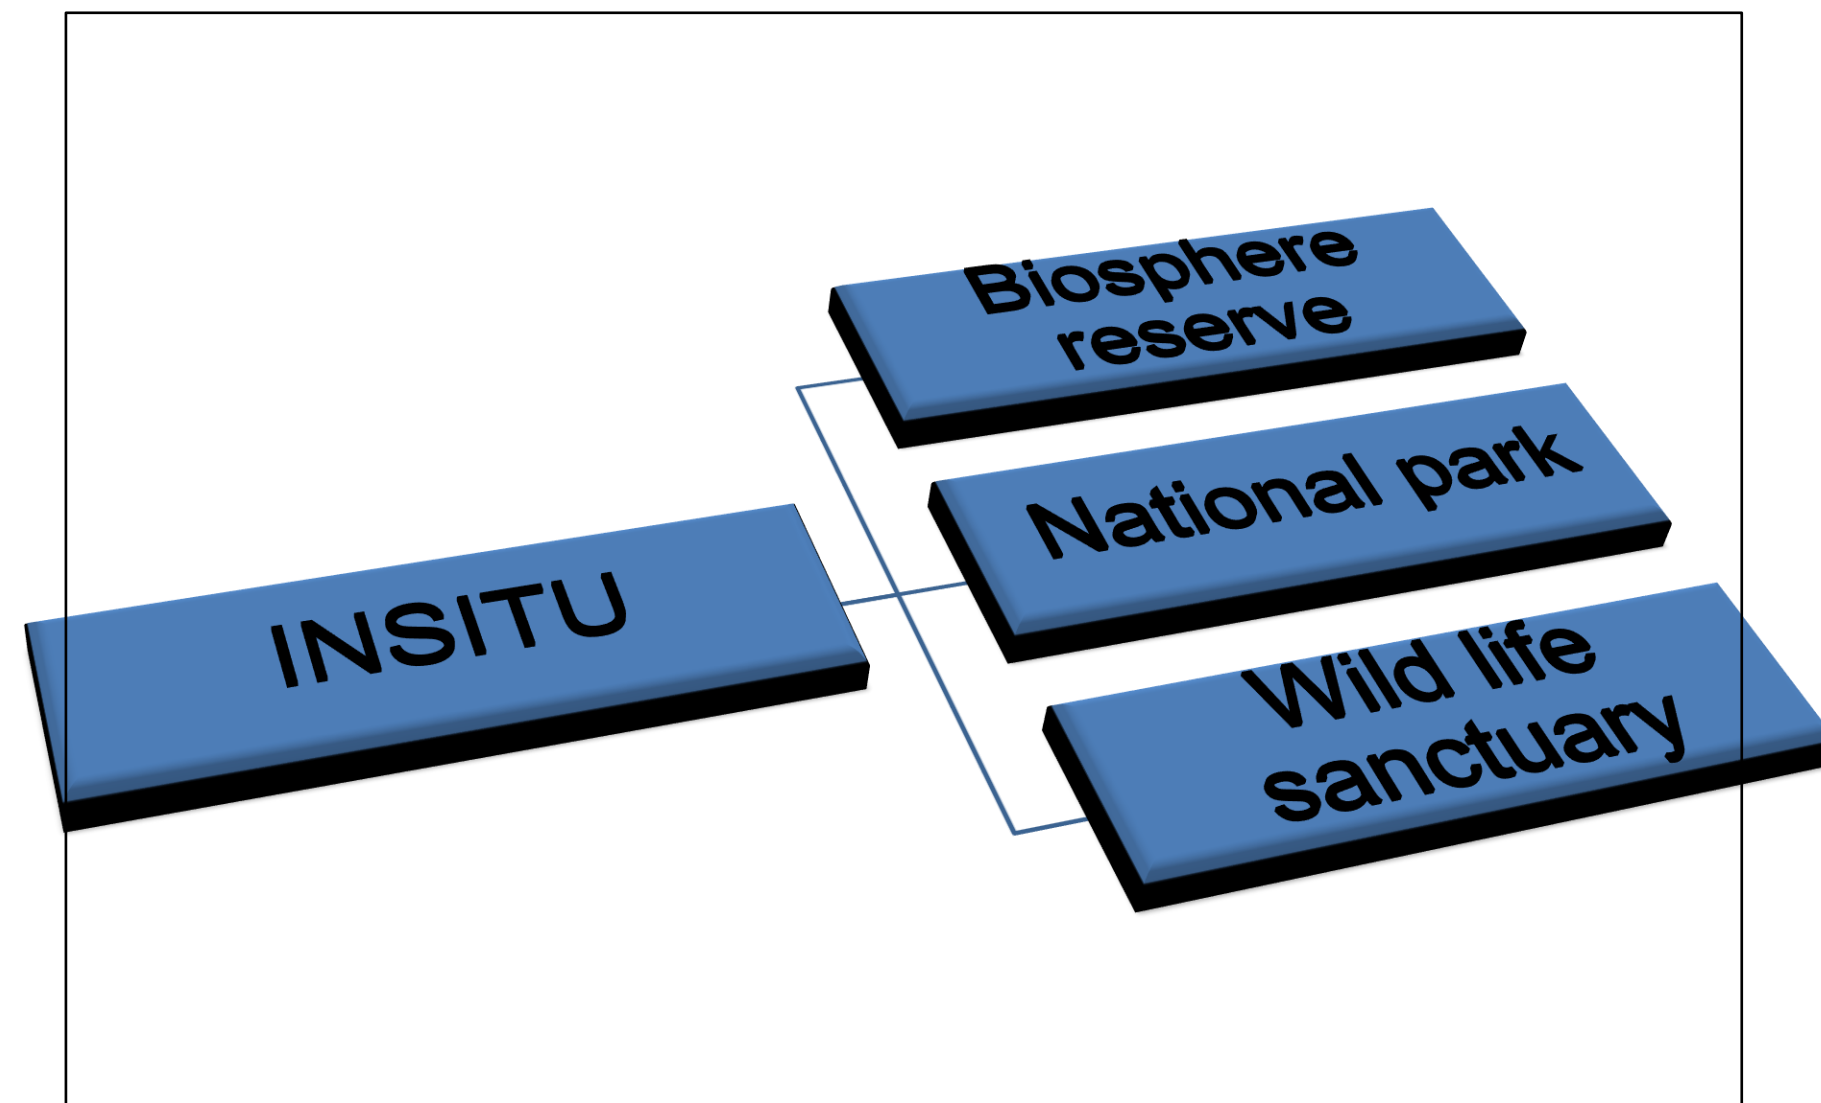 INSITU
Biosphere
reserve
National park
Wild life
sanctuary